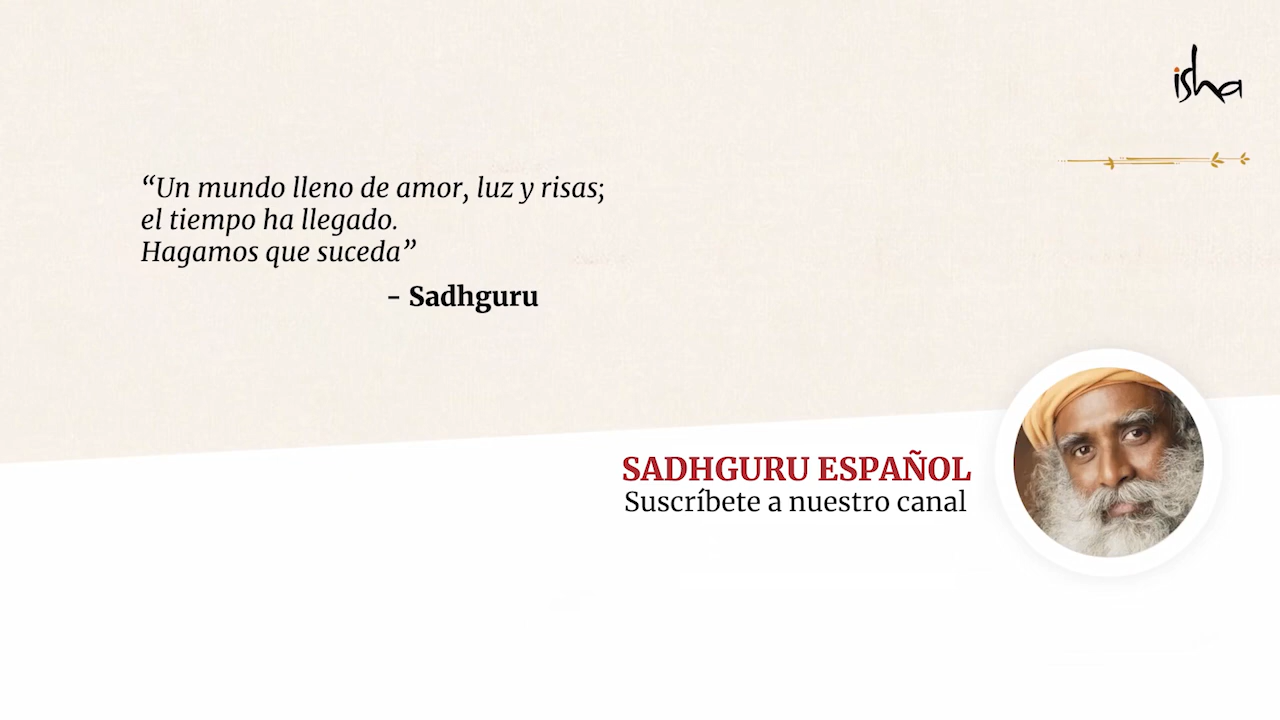 isha
“Un mundo lleno de amor, luz y risas;
el tiempo ha llegado.
Hagamos que suceda”
- Sadhguru
SADHGURU ESPAÑOL
Suscríbete a nuestro canal